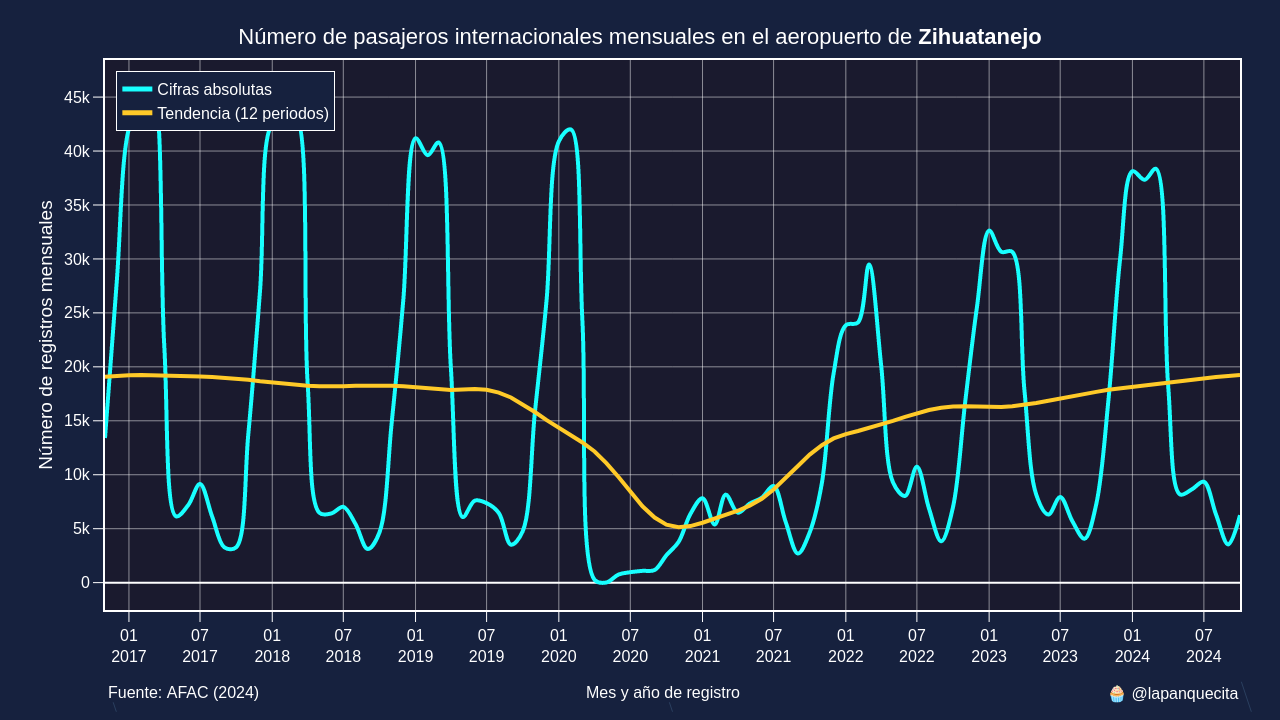 Número de pasajeros internacionales mensuales en el aeropuerto de Zihuatanejo
Cifras absolutas
Tendencia (12 periodos)
Número de registros mensuales
45k
40k
35k
30k
25k
20k
15k
10k
5k
0
01 07 01 07 01 07 01 07 01 07 01 07 01 07 01 07
2017 2017 2018 2018 2019 2019 2020 2020 2021 2021 2022 2022 2023 2023 2024 2024
Fuente: AFAC (2024) Mes y año de registro 🧁 @lapanquecita